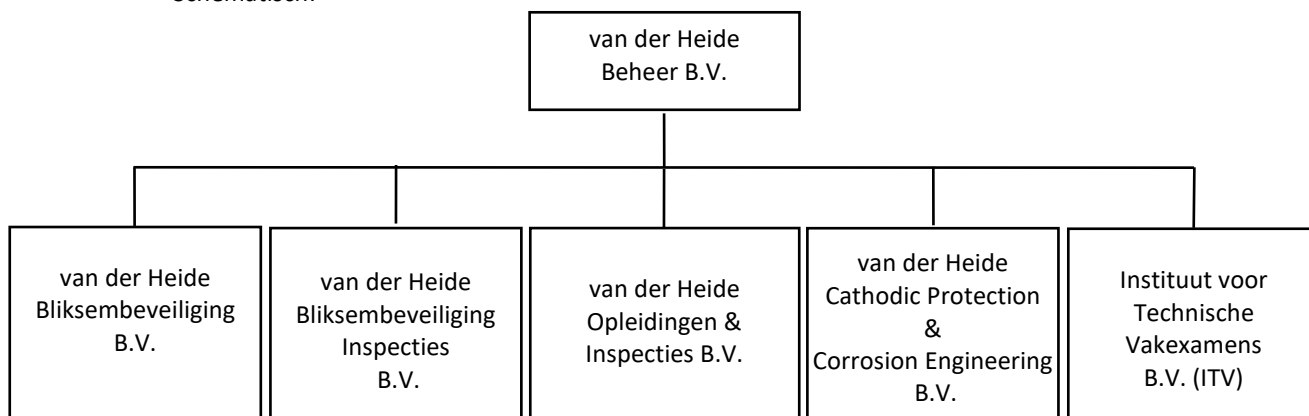 Schematisch:
van der Heide
Beheer B.V.
van der Heide
Bliksembeveiliging
B.V.
van der Heide
Bliksembeveiliging
Inspecties
B.V.
van der Heide
Opleidingen &
Inspecties B.V.
van der Heide
Cathodic Protection
&
Corrosion Engineering
B.V.
Instituut voor
Technische
Vakexamens
B.V. (ITV)